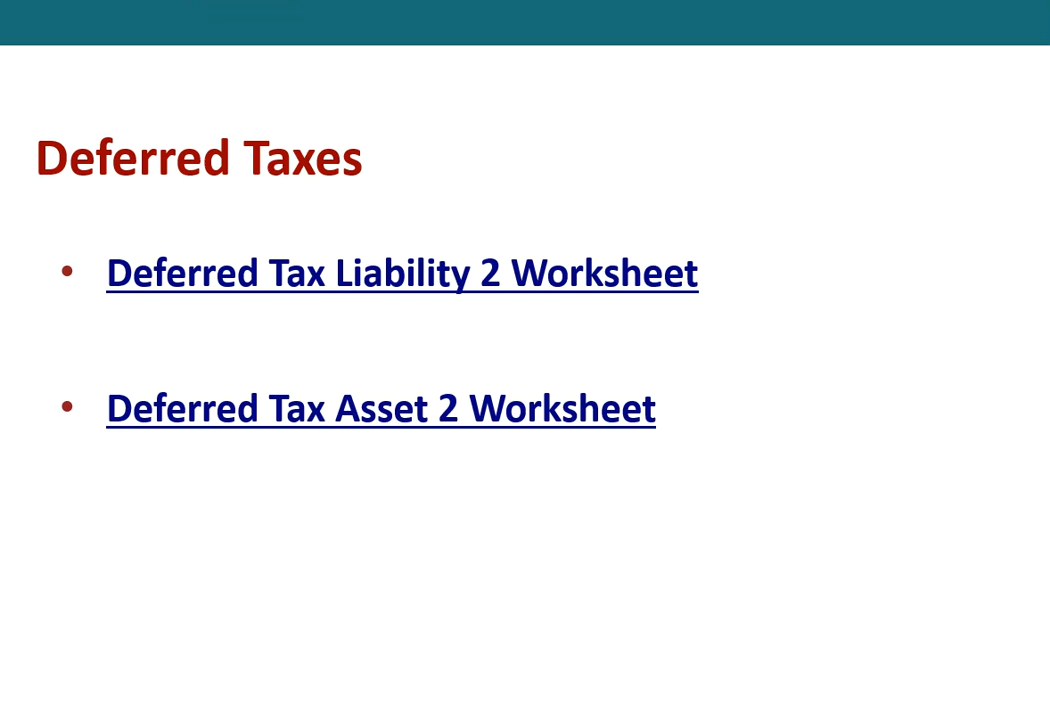 Deferred Taxes
• Deferred Tax Liability 2 Worksheet
• Deferred Tax Asset 2 Worksheet